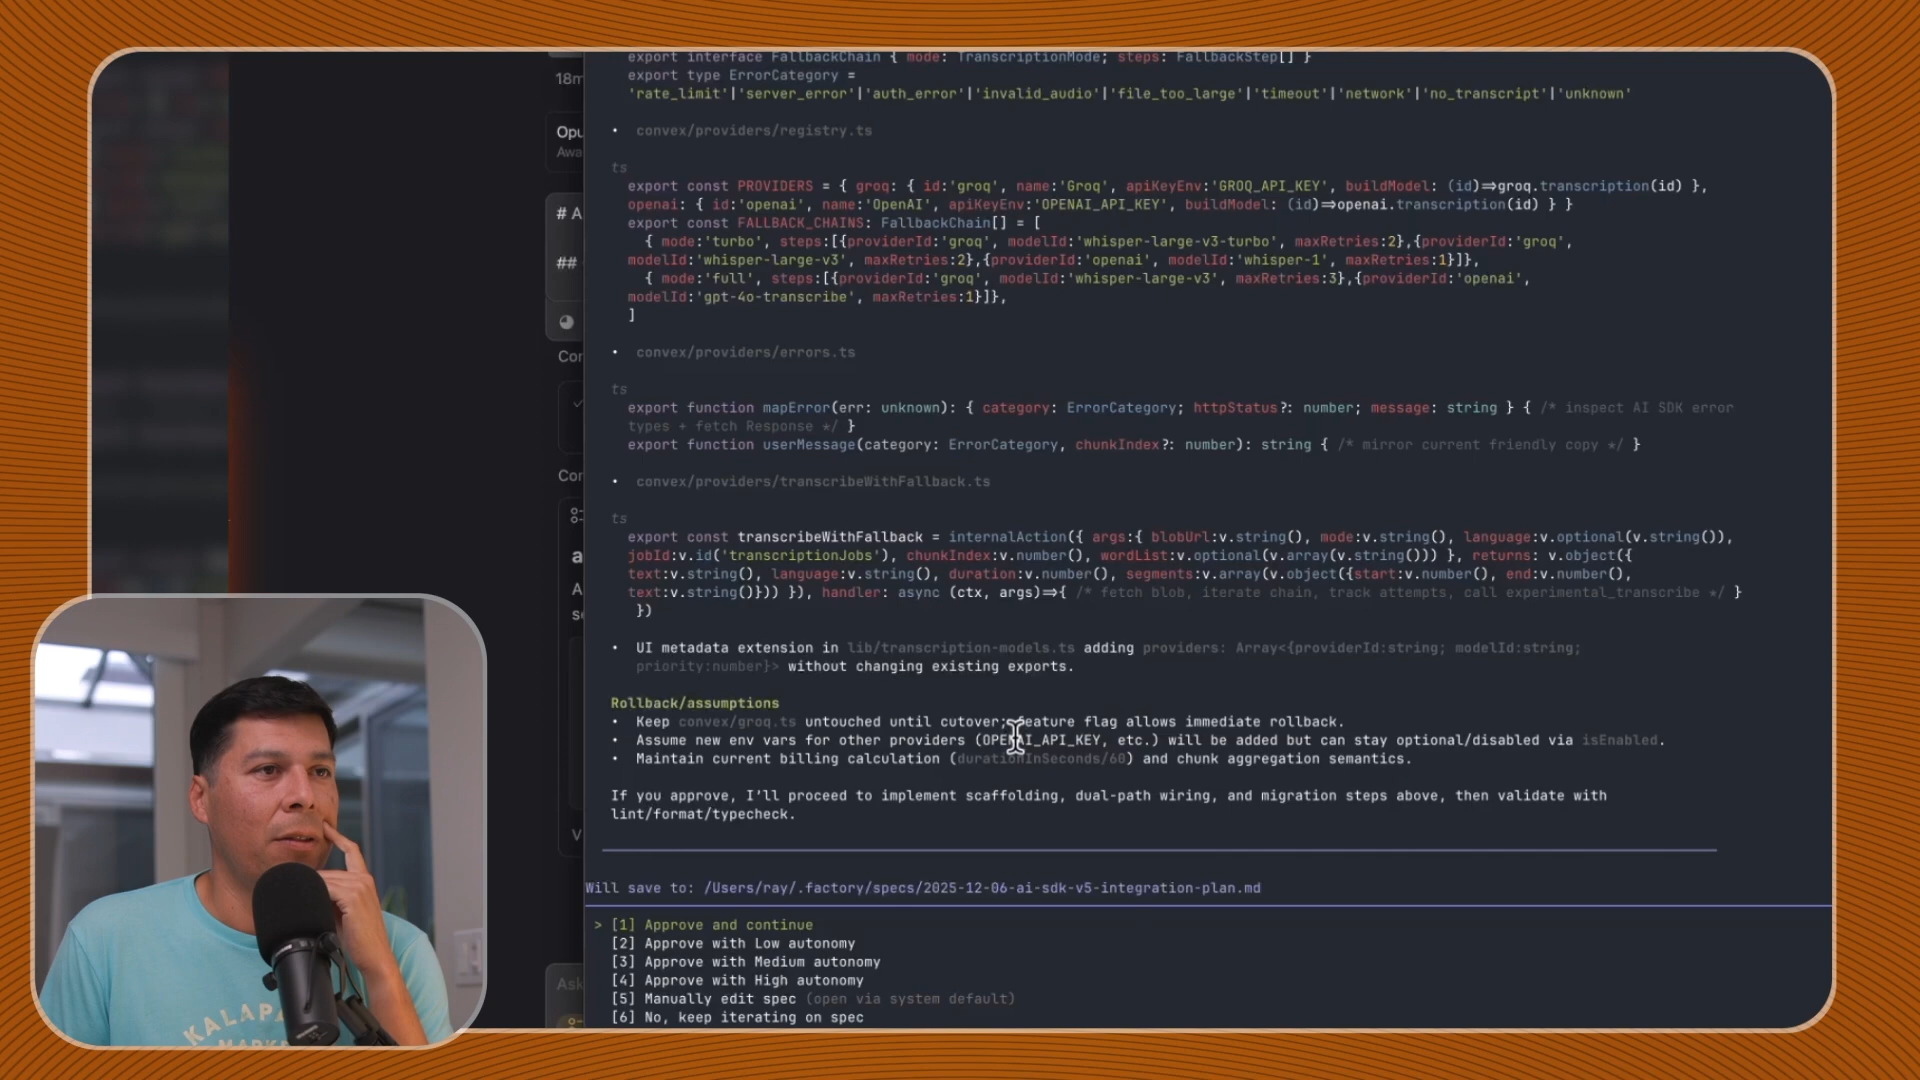 export interface FallbackChain { mode: TranscriptionMode; steps: FallbackStep[] }
18m
export type ErrorCategory =
'rate_limit'|'server_error'|'auth_error'|'invalid_audio'|'file_too_large'|'timeout'|'network'|'no_transcript'|'unknown'
Opu
Awa
• convex/providers/registry.ts
ts
export const PROVIDERS = { groq: { id:'groq', name:'Groq', apiKeyEnv:'GROQ_API_KEY', buildModel: (id)=>groq.transcription(id) },
openai: { id:'openai', name:'OpenAI', apiKeyEnv:'OPENAI_API_KEY', buildModel: (id)=>openai.transcription(id) } }
# A
export const FALLBACK_CHAINS: FallbackChain[] = [
{ mode:'turbo', steps:[{providerId:'groq', modelId:'whisper-large-v3-turbo', maxRetries:2},{providerId:'groq',
##
modelId:'whisper-large-v3', maxRetries:2},{providerId:'openai', modelId:'whisper-1', maxRetries:1}]},
{ mode:'full', steps:[{providerId:'groq', modelId:'whisper-large-v3', maxRetries:3},{providerId:'openai',
modelId:'gpt-4o-transcribe', maxRetries:1}]},
]
Cor
• convex/providers/errors.ts
ts
export function mapError(err: unknown): { category: ErrorCategory; httpStatus?: number; message: string } { /* inspect AI SDK error
types + fetch Response */ }
export function userMessage(category: ErrorCategory, chunkIndex?: number): string { /* mirror current friendly copy */ }
Cor
• convex/providers/transcribeWithFallback.ts
ts
export const transcribeWithFallback = internalAction({ args:{ blobUrl:v.string(), mode:v.string(), language:v.optional(v.string()),
jobId:v.id('transcriptionJobs'), chunkIndex:v.number(), wordList:v.optional(v.array(v.string())) }, returns: v.object({
a
text:v.string(), language:v.string(), duration:v.number(), segments:v.array(v.object({start:v.number(), end:v.number(),
A
text:v.string()})) }), handler: async (ctx, args)=>{ /* fetch blob, iterate chain, track attempts, call experimental_transcribe */ }
se
})
• UI metadata extension in lib/transcription-models.ts adding providers: Array<{providerId:string; modelId:string;
priority:number}> without changing existing exports.
Rollback/assumptions
• Keep convex/groq.ts untouched until cutover; feature flag allows immediate rollback.
• Assume new env vars for other providers (OPENAI_API_KEY, etc.) will be added but can stay optional/disabled via isEnabled.
• Maintain current billing calculation (durationInSeconds/60) and chunk aggregation semantics.
If you approve, I'll proceed to implement scaffolding, dual-path wiring, and migration steps above, then validate with
lint/format/typecheck.
V
Will save to: /Users/ray/.factory/specs/2025-12-06-ai-sdk-v5-integration-plan.md
> [1] Approve and continue
[2] Approve with Low autonomy
[3] Approve with Medium autonomy
[4] Approve with High autonomy
Ask
[5] Manually edit spec (open via system default)
[6] No, keep iterating on spec
KALAPA